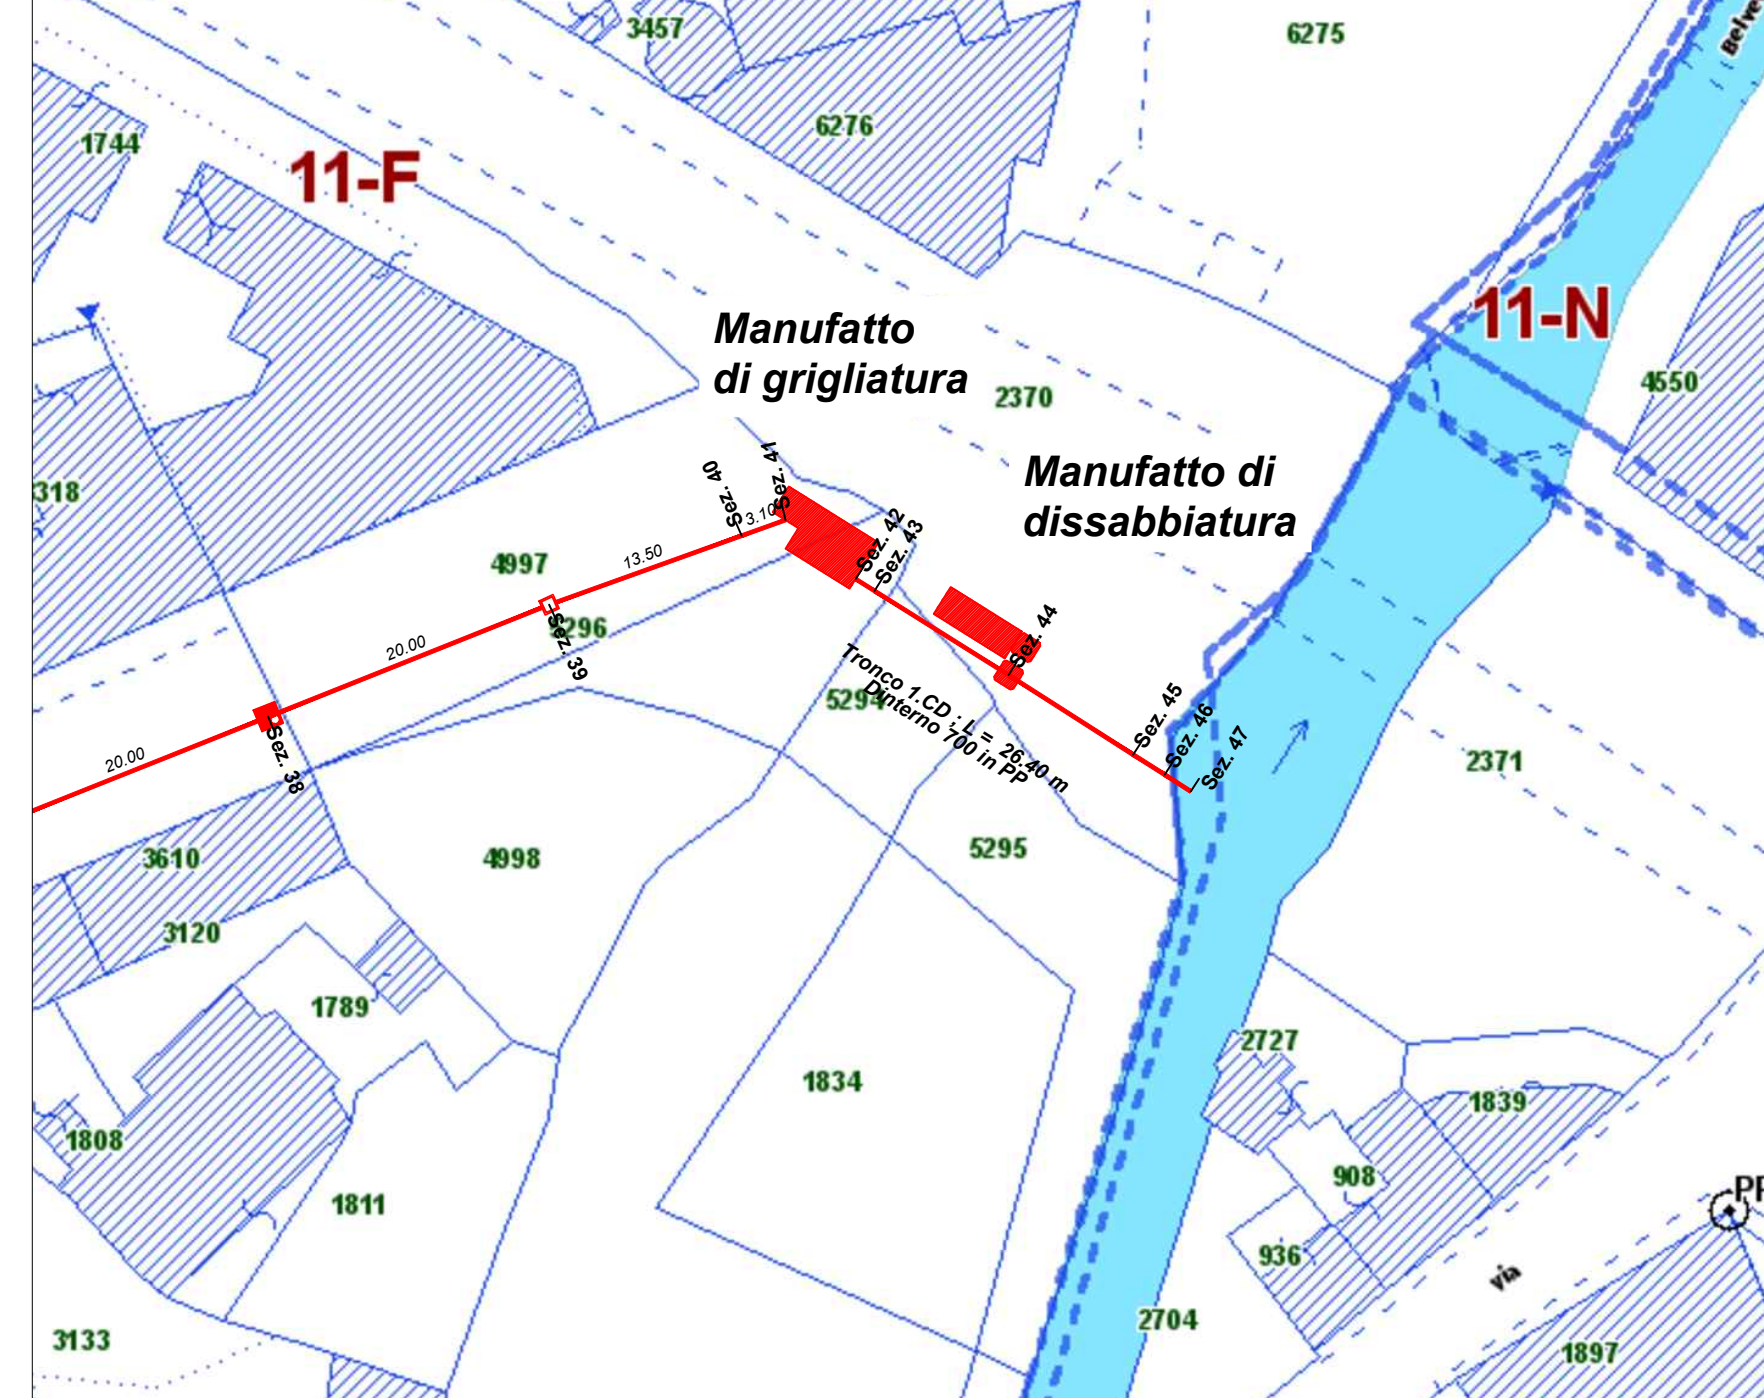 3457
6275
Belve
1744
6276
11-F
11-N
Manufatto
di grigliatura
2370
4550
Manufatto di
dissabbiatura
318
Sez. 40
Sez. 41
3.10
Sez. 42
Sez. 43
13.50
4997
20.00
5296
Sez. 39
Sez. 44
Tronco 1.CD ; L = 26.40 m
Dinterno 700 in PP
5294
Sez. 45
Sez. 46
Sez. 47
20.00
Sez. 38
2371
3610
4998
5295
3120
1789
2727
1834
1839
1808
908
1811
936
via
2704
3133
1897